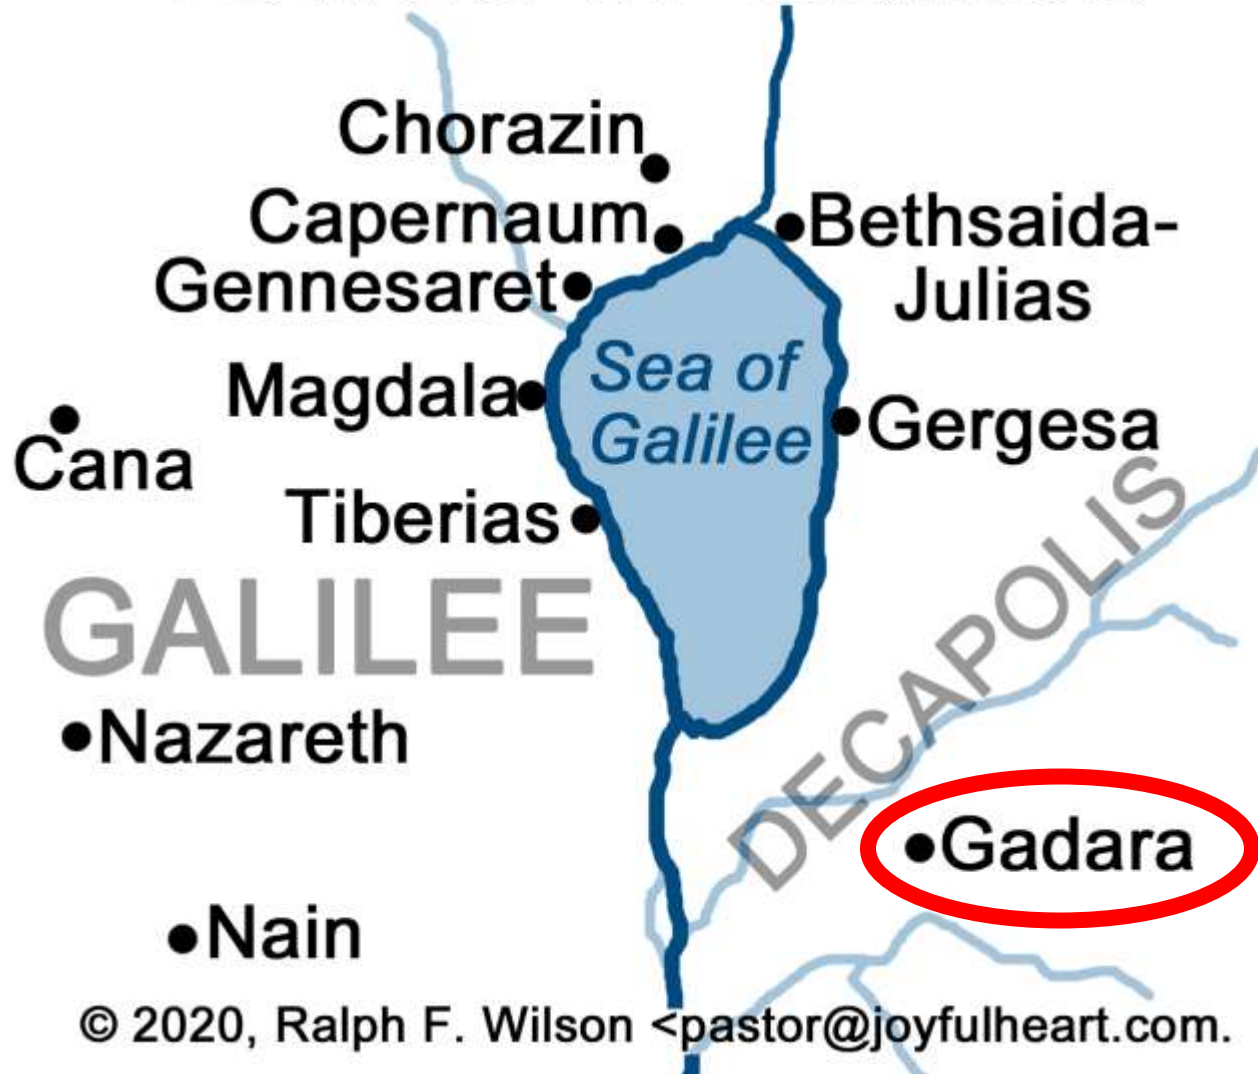 Chorazin
Capernaum
Bethsaida-
Julias
Gennesaret
Sea of
Galilee
Magdala
Gergesa
Cana
Tiberias
DECAPOLIS
GALILEE
Nazareth
Gadara
Nain
© 2020, Ralph F. Wilson <pastor@joyfulheart.com.